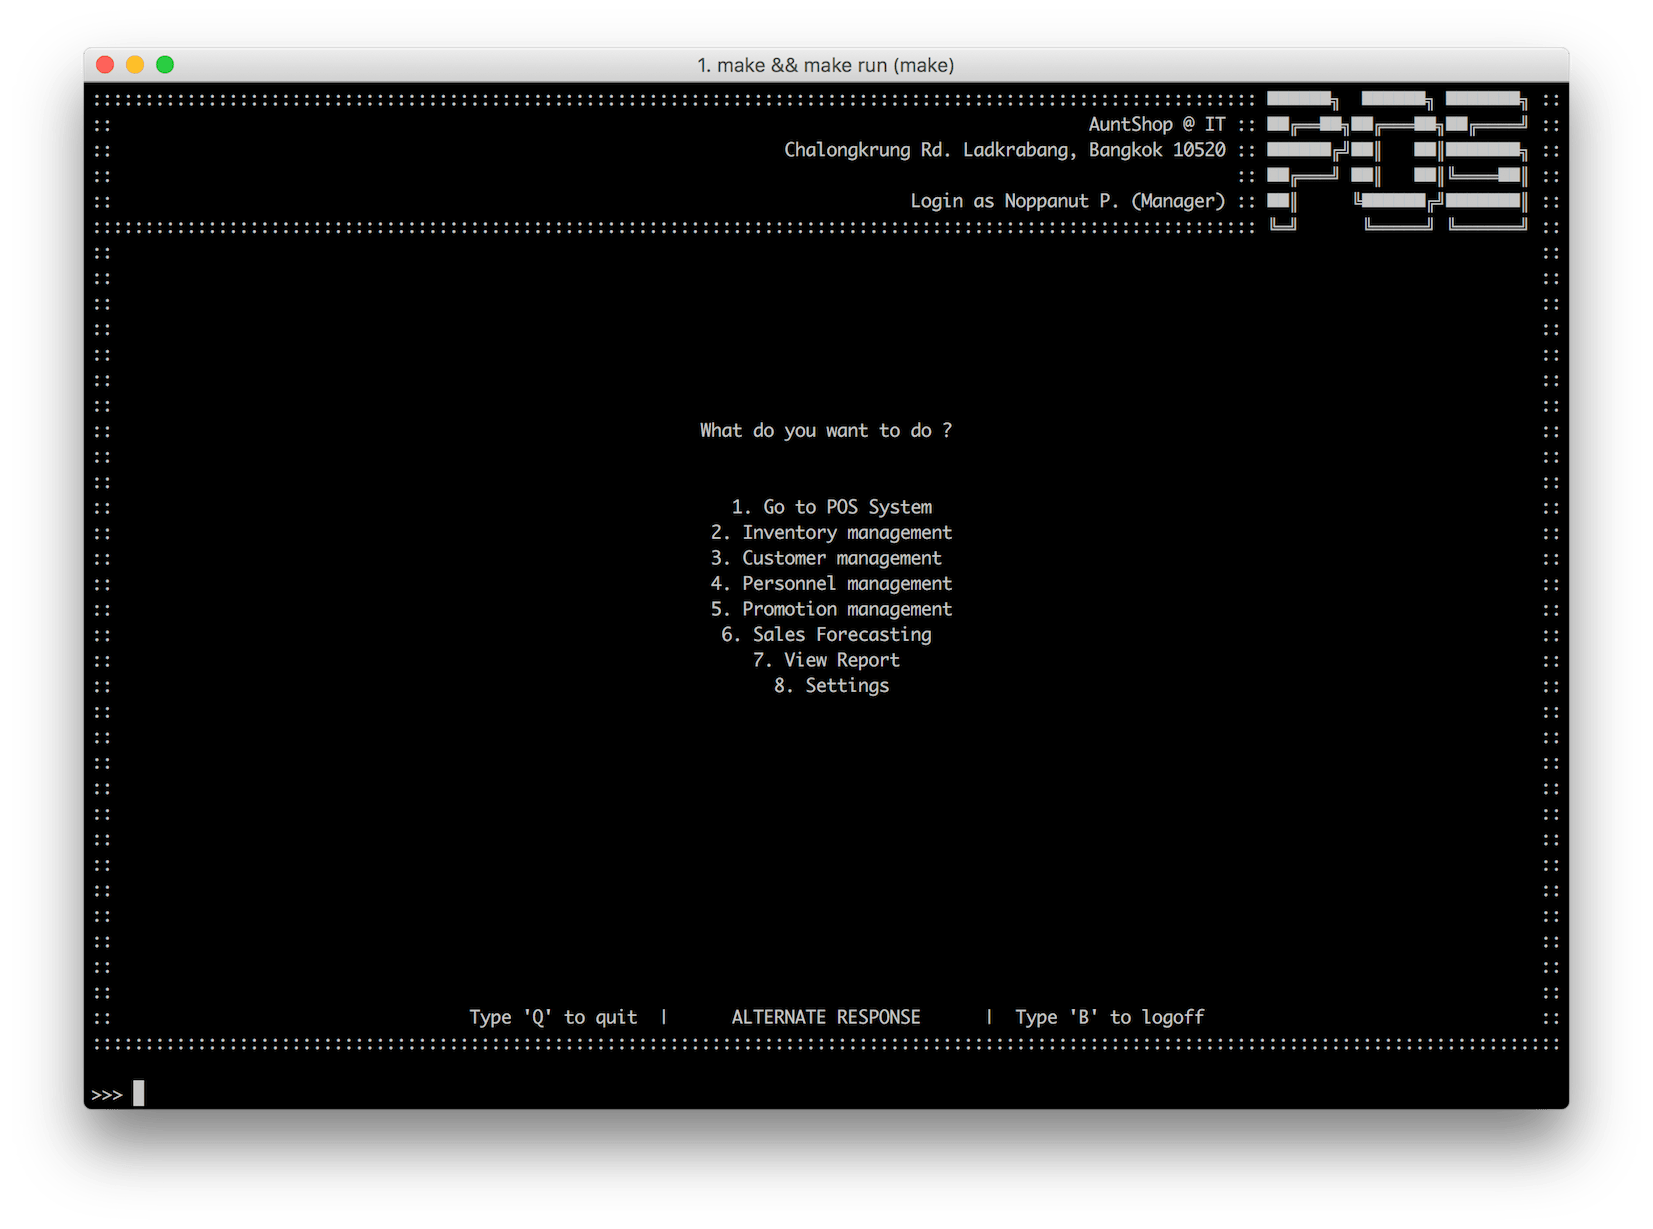 1. make && make run (make)
POS
AuntShop @ IT
Chalongkrung Rd. Ladkrabang, Bangkok 10520
Login as Noppanut P. (Manager)
What do you want to do ?
1. Go to POS System
2. Inventory management
3. Customer management
4. Personnel management
5. Promotion management
6. Sales Forecasting
7. View Report
8. Settings
Type 'Q' to quit | ALTERNATE RESPONSE | Type 'B' to logoff
>>>